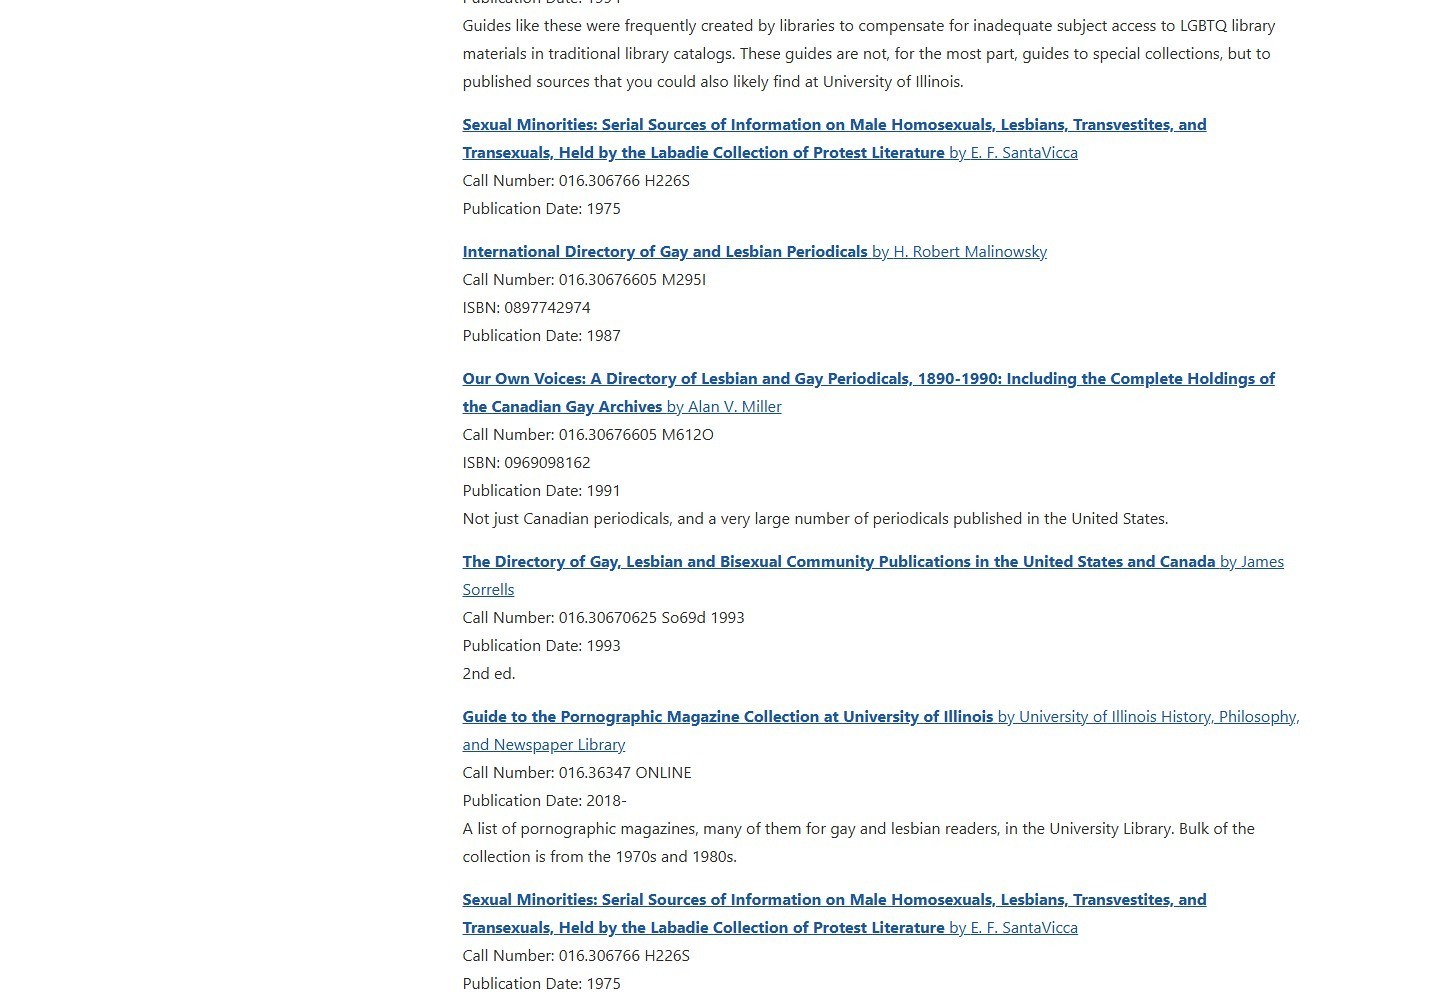 Publication Date: 1994
Guides like these were frequently created by libraries to compensate for inadequate subject access to LGBTQ library
materials in traditional library catalogs. These guides are not, for the most part, guides to special collections, but to
published sources that you could also likely find at University of Illinois.
Sexual Minorities: Serial Sources of Information on Male Homosexuals, Lesbians, Transvestites, and
Transexuals, Held by the Labadie Collection of Protest Literature by E. F. SantaVicca
Call Number: 016.306766 H226S
Publication Date: 1975
International Directory of Gay and Lesbian Periodicals by H. Robert Malinowsky
Call Number: 016.30676605 M295I
ISBN: 0897742974
Publication Date: 1987
Our Own Voices: A Directory of Lesbian and Gay Periodicals, 1890-1990: Including the Complete Holdings of
the Canadian Gay Archives by Alan V. Miller
Call Number: 016.30676605 M612O
ISBN: 0969098162
Publication Date: 1991
Not just Canadian periodicals, and a very large number of periodicals published in the United States.
The Directory of Gay, Lesbian and Bisexual Community Publications in the United States and Canada by James
Sorrells
Call Number: 016.30670625 So69d 1993
Publication Date: 1993
2nd ed.
Guide to the Pornographic Magazine Collection at University of Illinois by University of Illinois History, Philosophy,
and Newspaper Library
Call Number: 016.36347 ONLINE
Publication Date: 2018-
A list of pornographic magazines, many of them for gay and lesbian readers, in the University Library. Bulk of the
collection is from the 1970s and 1980s.
Sexual Minorities: Serial Sources of Information on Male Homosexuals, Lesbians, Transvestites, and
Transexuals, Held by the Labadie Collection of Protest Literature by E. F. SantaVicca
Call Number: 016.306766 H226S
Publication Date: 1975